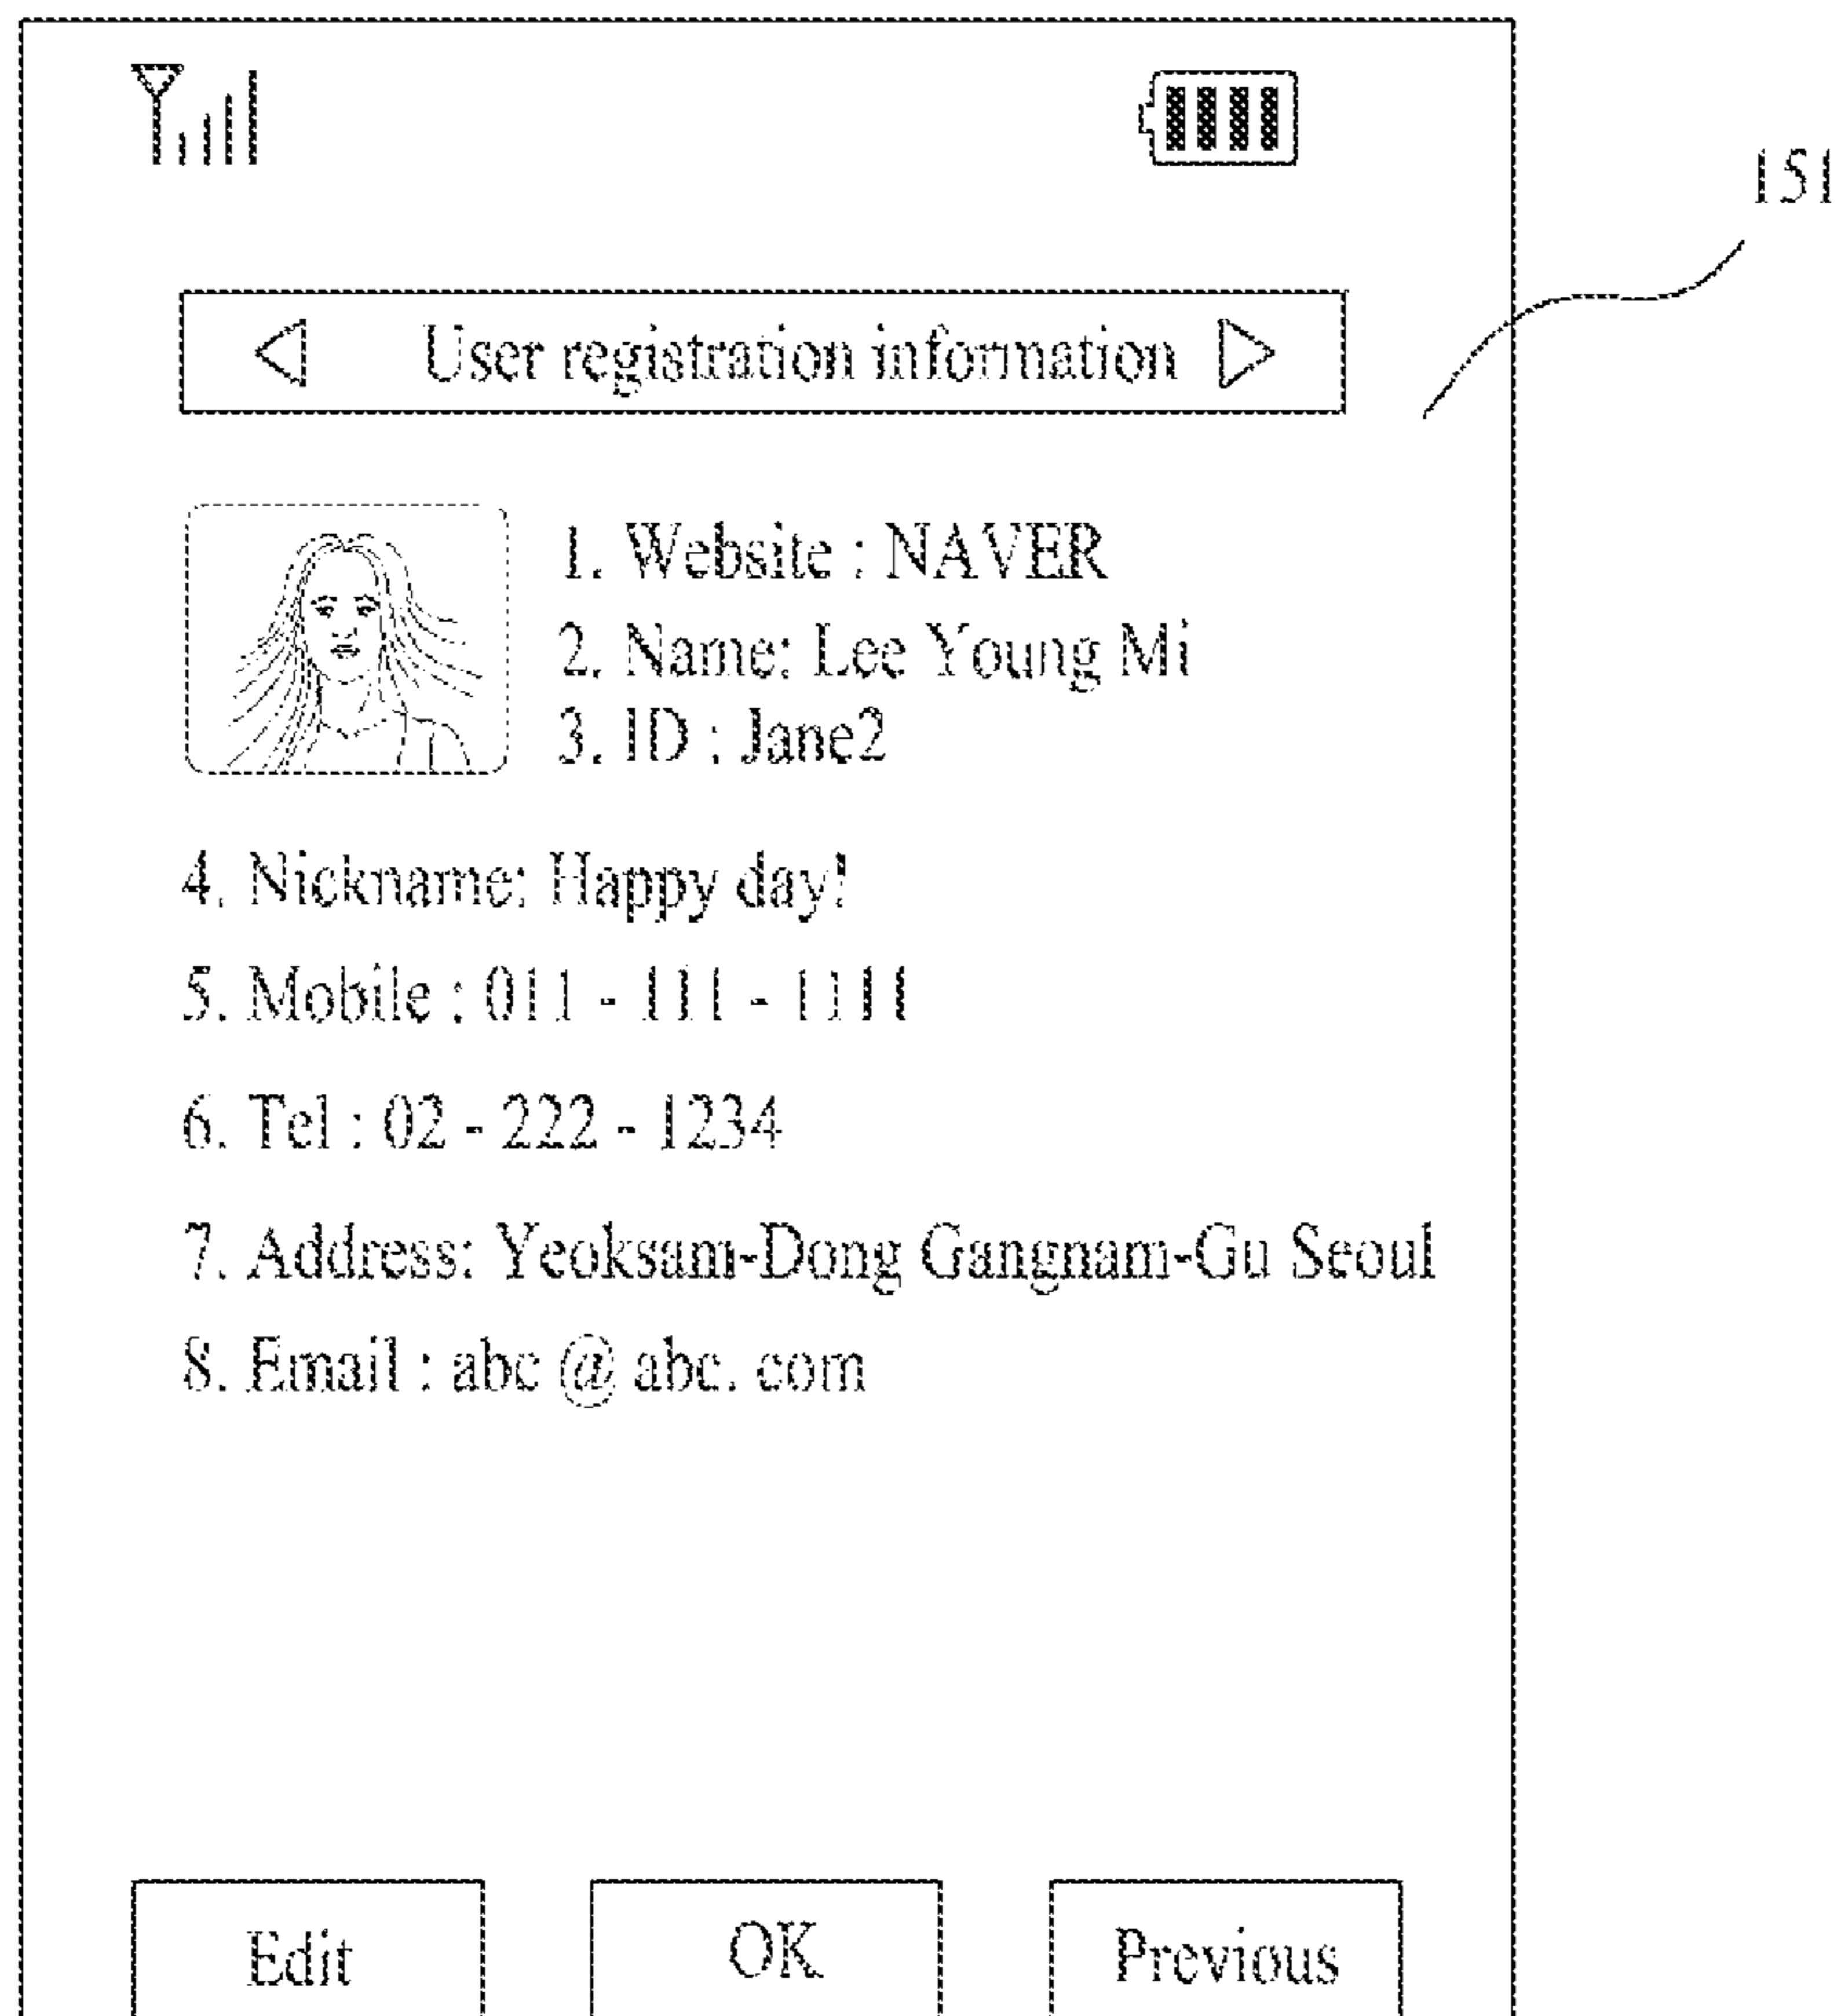 151
User registration information
1. Website : NAVER
2. Name: Lee Young Mi
3. ID : Jane2
4. Nickname: Happy day!
5. Mobile : 011 - 111 - 1111
6. Tel : 02 - 222 - 1234
7. Address: Yeoksam-Dong Gangnam-Gu Seoul
8. Email : abc @ abc. com
Edit OK Previous